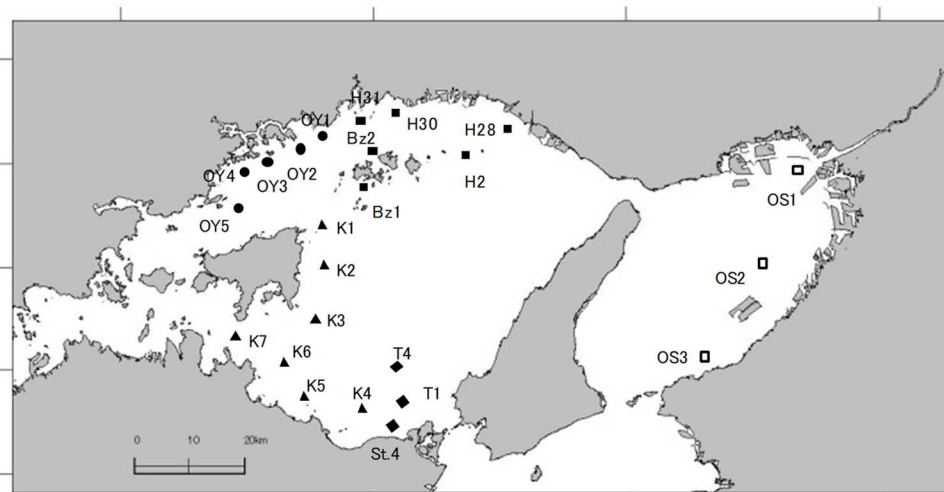 H31
OY1
H30
H28
Bz2
OY2
H2
OY4
OY3
OS1
Bz1
OY5
K1
K2
OS2
K3
K7
K6
T4
OS3
K5
K4
T1
St.4
0 10 20km